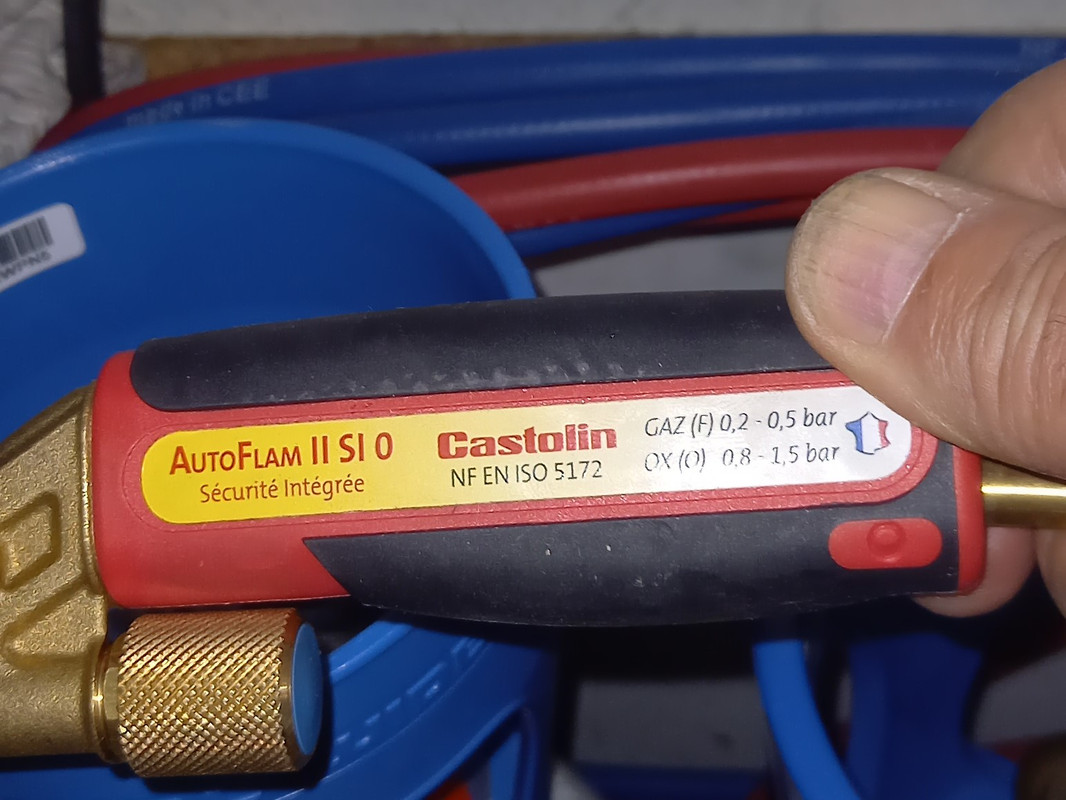 made in CEE
AUTOFLAM II SI 0
Sécurité Intégrée
Castolin
NF EN ISO 5172
GAZ (F) 0,2 - 0,5 bar
OX (O) 0,8 - 1,5 bar